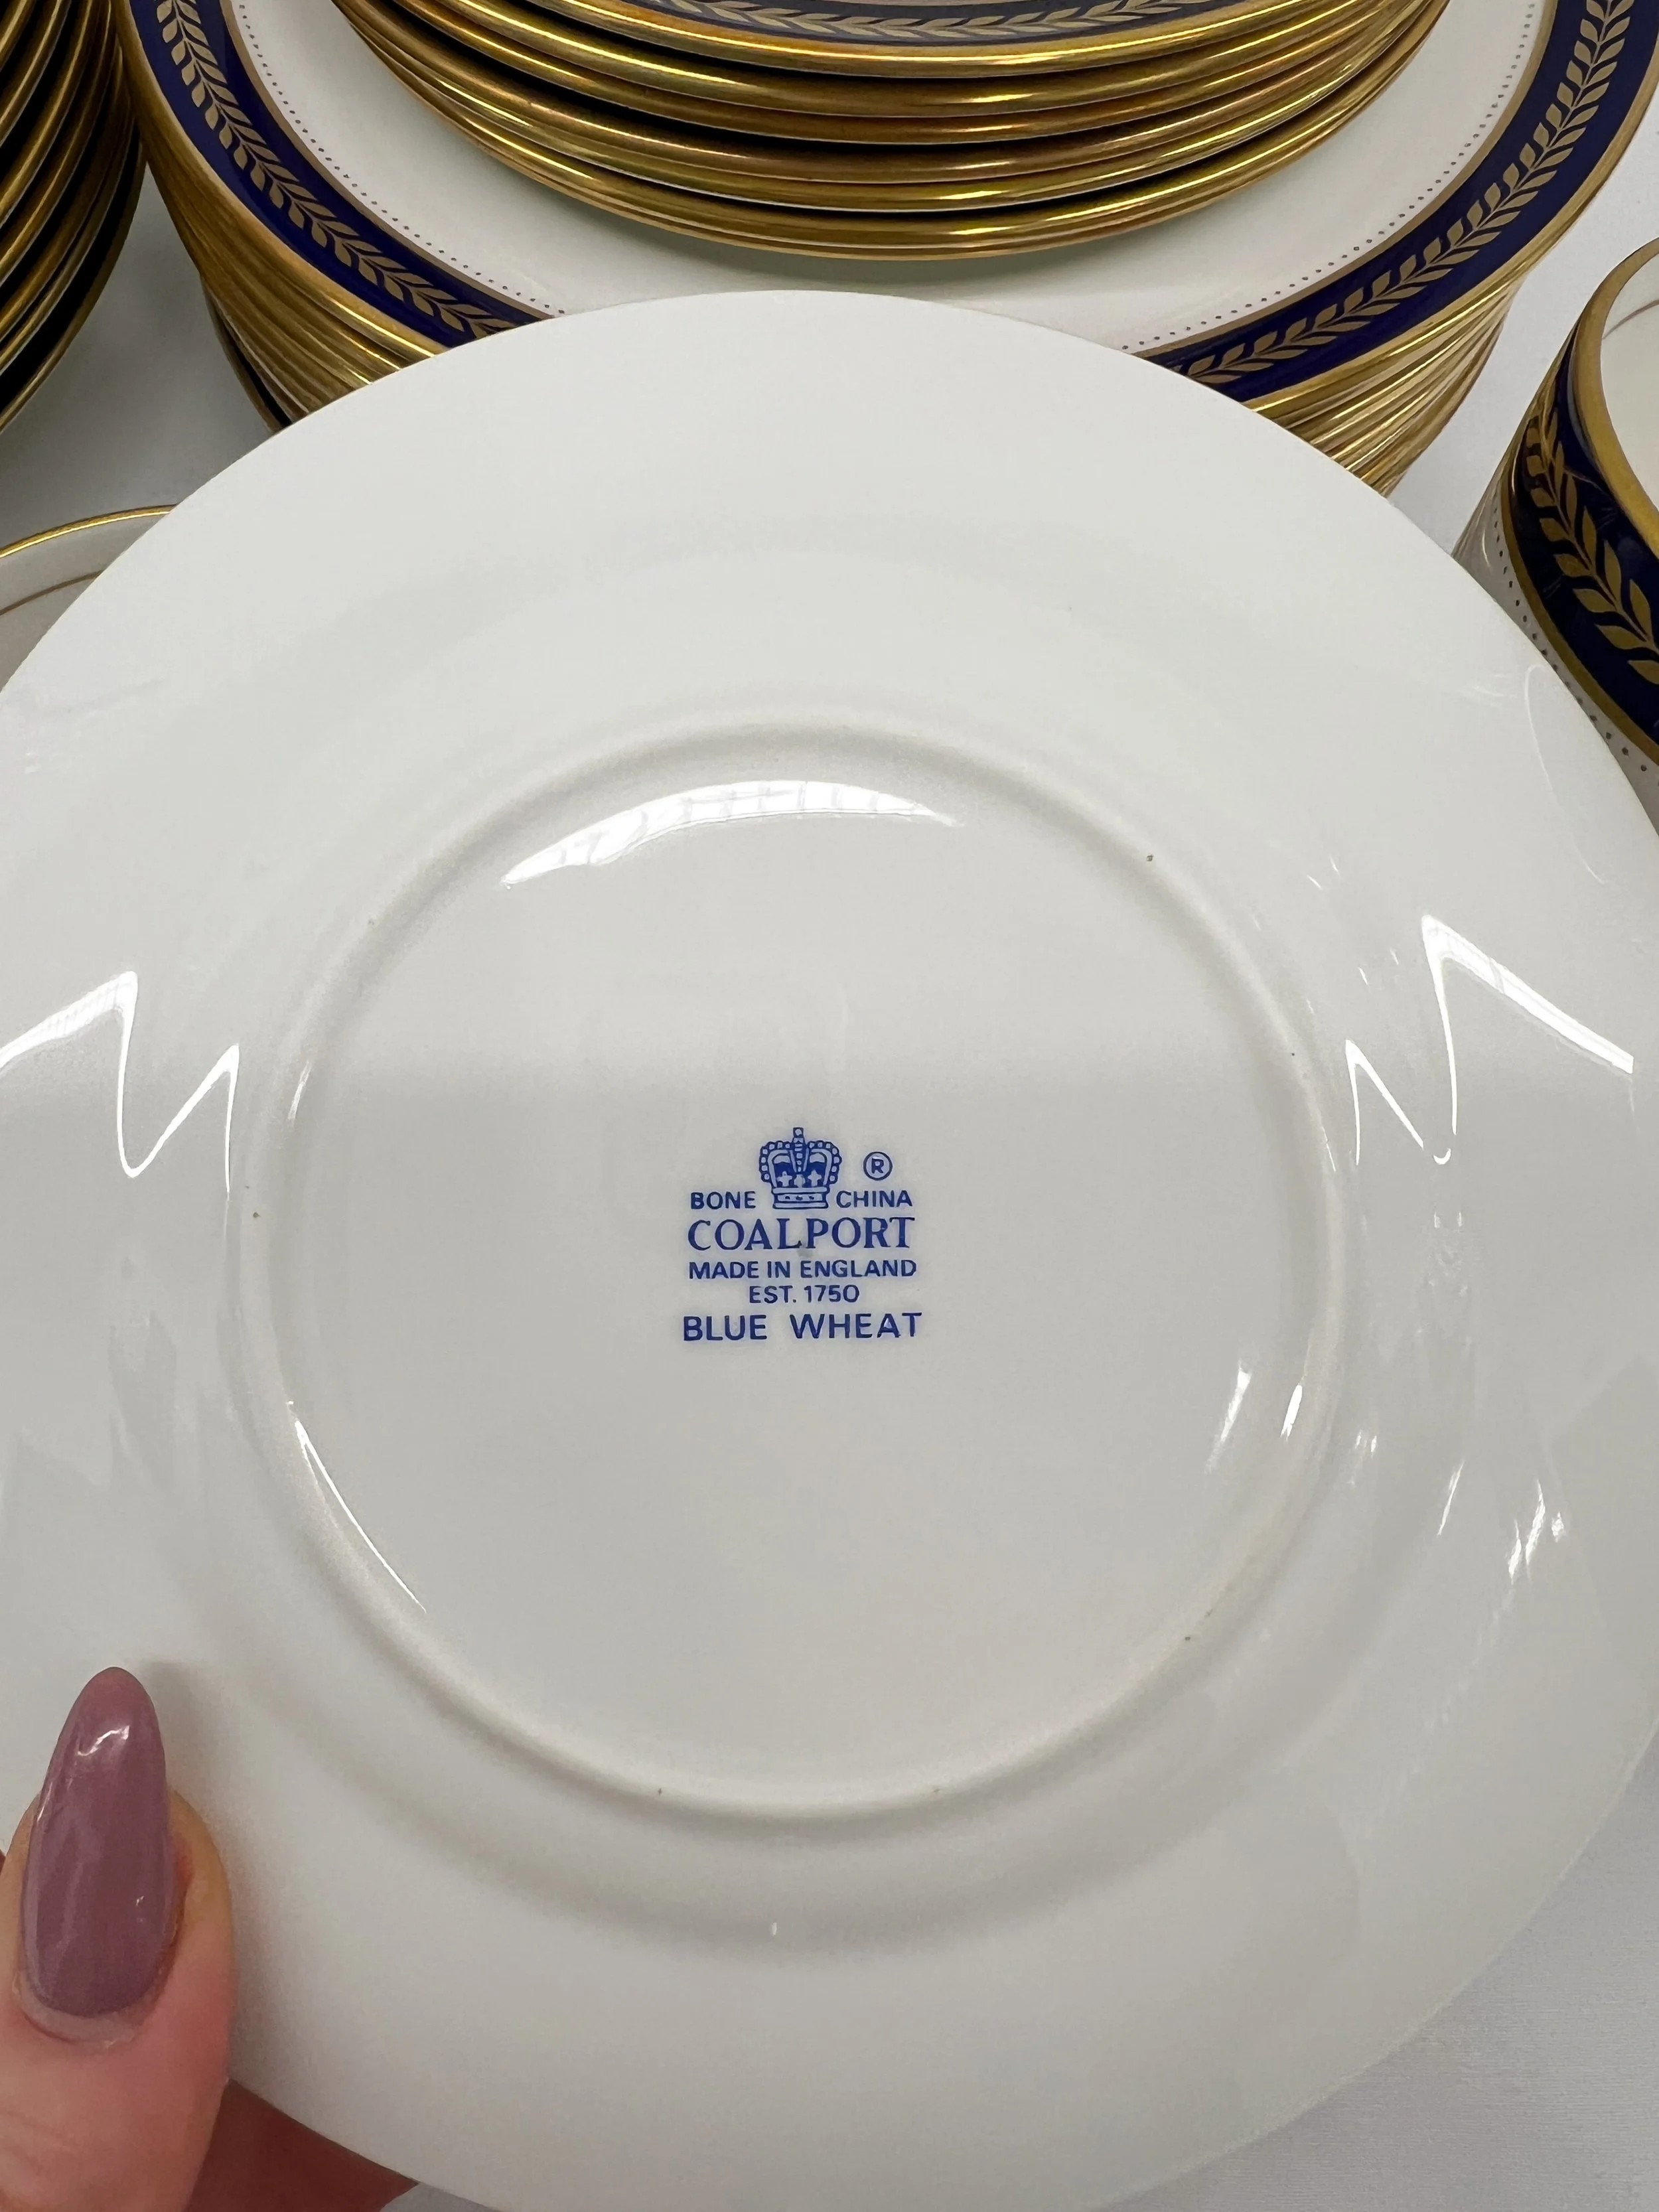 ®
BONE CHINA
COALPORT
MADE IN ENGLAND
EST. 1750
BLUE WHEAT